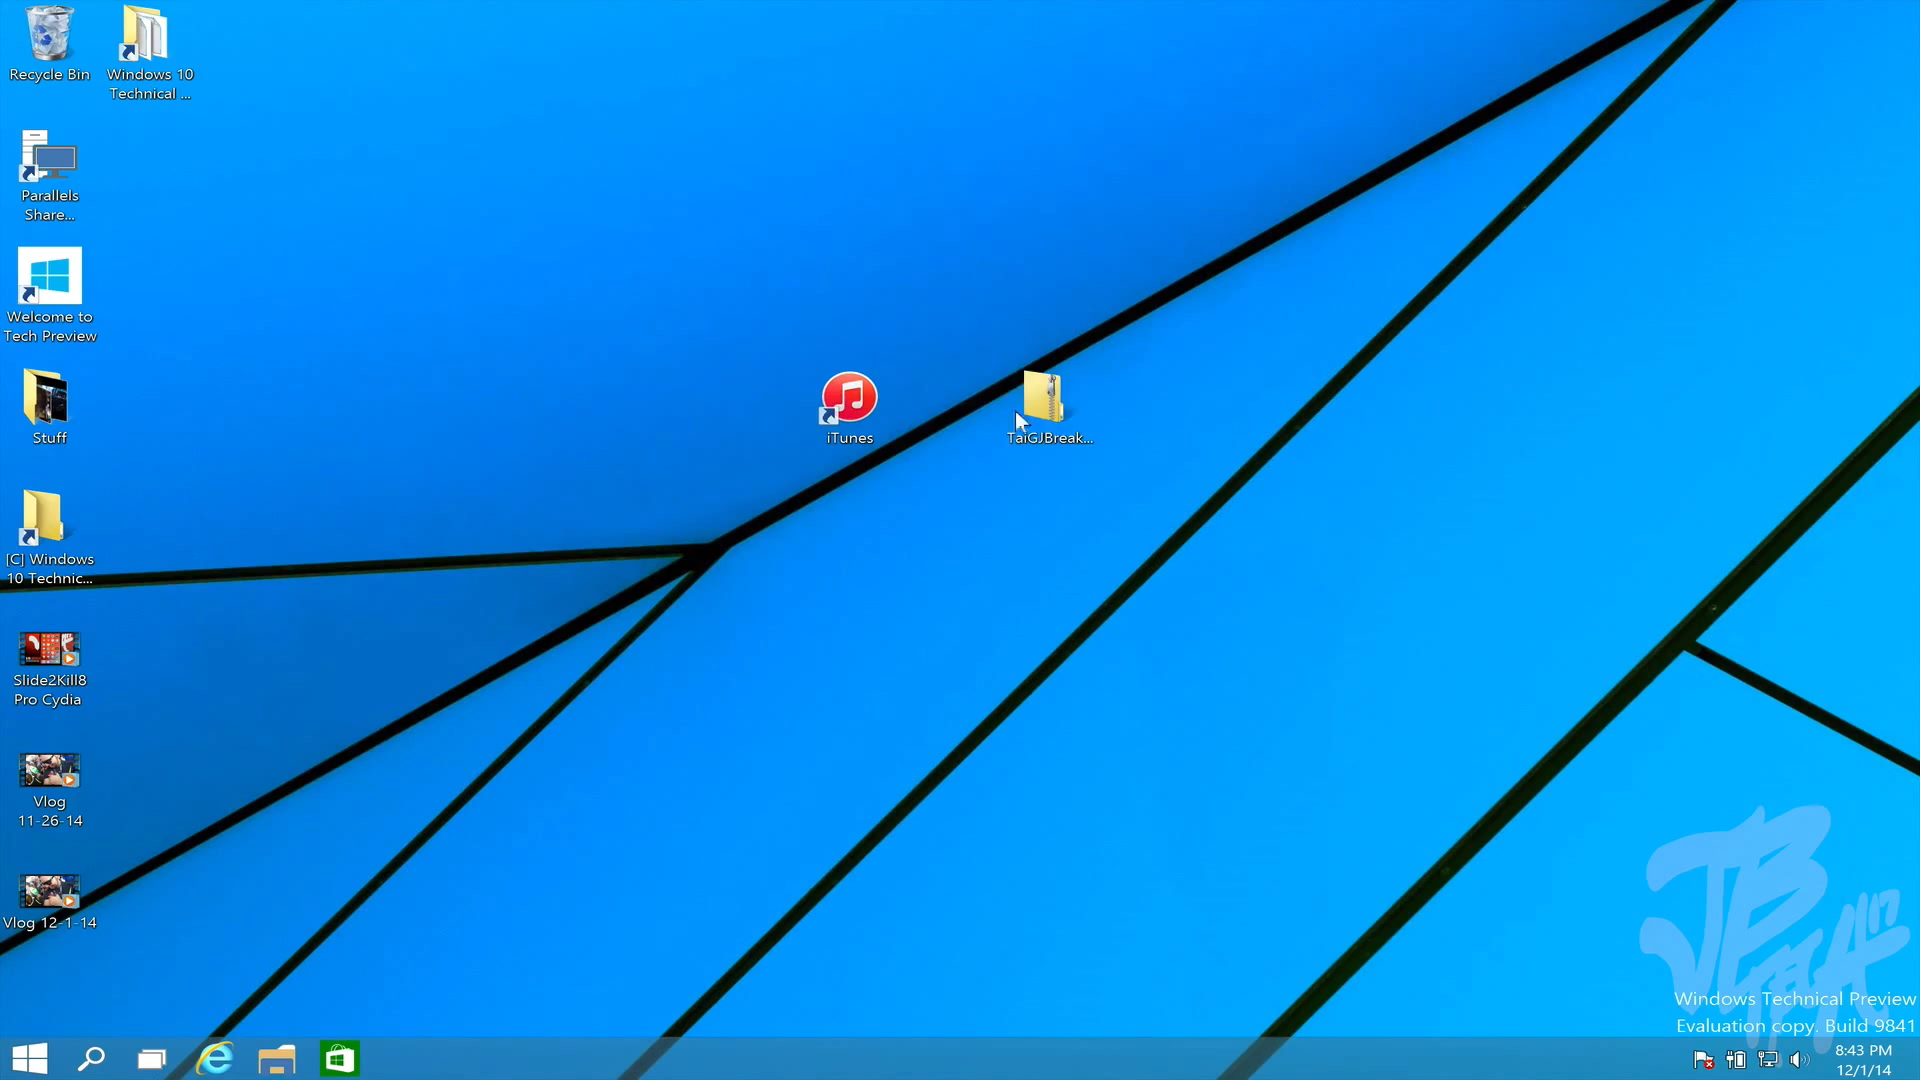 Recycle Bin
Windows 10
Technical ...
Parallels
Share...
Welcome to
Tech Preview
Stuff
[C] Windows
10 Technic...
Slide2Kill8
Pro Cydia
Vlog
11-26-14
Vlog 12-1-14
iTunes
TaiGJBreak...
Windows Technical Preview
Evaluation copy. Build 9841
8:43 PM
12/1/14